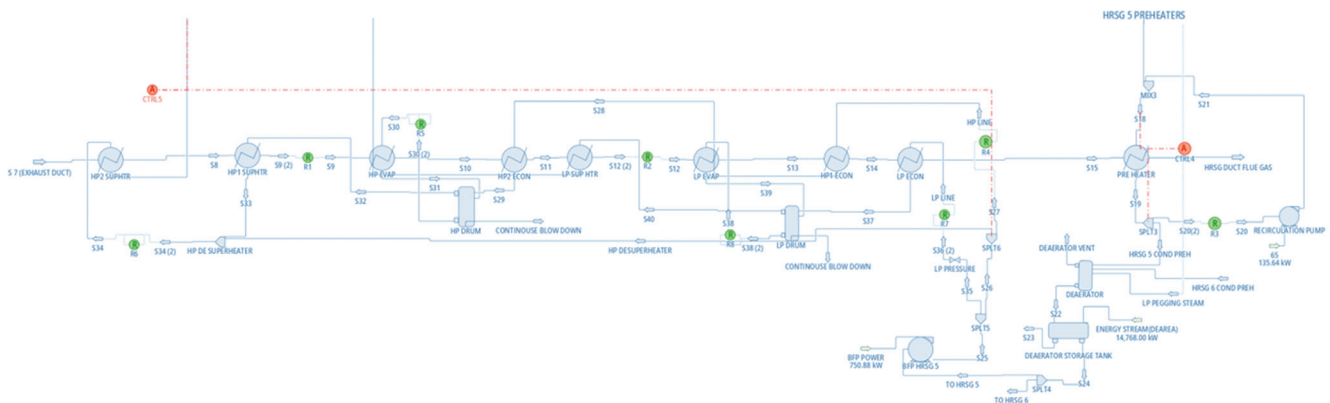 HRSG 5 PREHEATERS
A
CTRL5
MIX3
S21
S18
S28
S30
R
R5
S30 (2)
HP LINE
R
R4
A
CTRL4
S 7 (EXHAUST DUCT)
HP2 SUPHTR
S8
HP1 SUPHTR
S9 (2)
R
R1
S9
HP EVAP
S10
HP2 ECON
S11
LP SUP HTR
S12 (2)
R
R2
S12
LP EVAP
S13
HP1-ECON
S14
LP ECON
S15
PRE HEATER
HRSG DUCT FLUE GAS
S31
S29
S32
S33
S39
S40
S37
S38
LP LINE
R
R7
S27
S19
HP DRUM
CONTINOUSE BLOW DOWN
LP DRUM
CONTINOUSE BLOW DOWN
S34
R
R6
S34 (2)
HP DE SUPERHEATER
HP DESUPERHEATER
R
R8
S38 (2)
S36 (2)
LP PRESSURE
S35
SPLT6
S26
SPLT5
S25
SPLT3
S20(2)
R
R3
S20
RECIRCULATION PUMP
65
135.64 kW
HRSG 5 COND PREH
DEAERATOR VENT
DEAERATOR
HRSG 6 COND PREH
LP PEGGING STEAM
S22
S23
ENERGY STREAM(DEAREA)
14,768.00 kW
DEAERATOR STORAGE TANK
BFP POWER
750.88 kW
BFP HRSG 5
TO HRSG 5
SPLT4
S24
TO HRSG 6